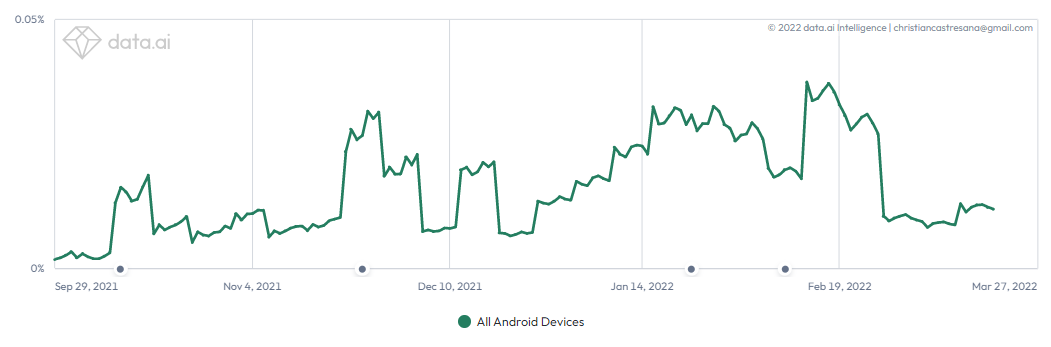 0.05%
data.ai
© 2022 data.ai Intelligence | christiancastresana@gmail.com
0%
Sep 29, 2021 Nov 4, 2021 Dec 10, 2021 Jan 14, 2022 Feb 19, 2022 Mar 27, 2022
All Android Devices